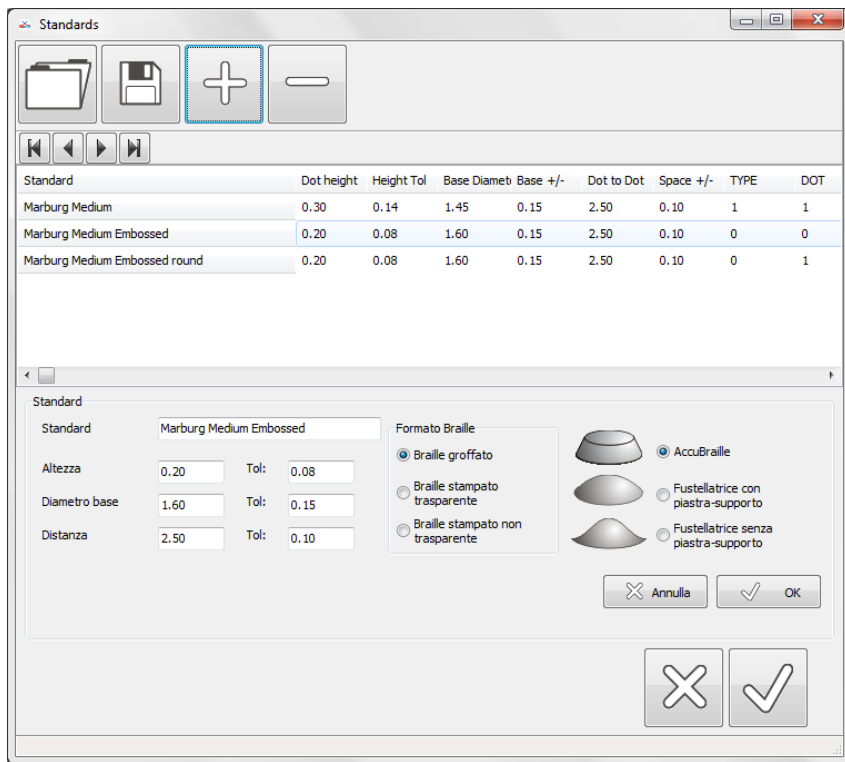 Standards
Standard Dot height Height Tol Base Diamet Base +/- Dot to Dot Space +/- TYPE DOT
Marburg Medium 0.30 0.14 1.45 0.15 2.50 0.10 1 1
Marburg Medium Embossed 0.20 0.08 1.60 0.15 2.50 0.10 0 0
Marburg Medium Embossed round 0.20 0.08 1.60 0.15 2.50 0.10 0 1
Standard
Standard Marburg Medium Embossed
Altezza 0.20 Tol: 0.08
Diametro base 1.60 Tol: 0.15
Distanza 2.50 Tol: 0.10
Formato Braille
Braille groffato
Braille stampato
trasparente
Braille stampato non
trasparente
AccuBraille
Fustellatrice con
piastra-supporto
Fustellatrice senza
piastra-supporto
Annulla OK